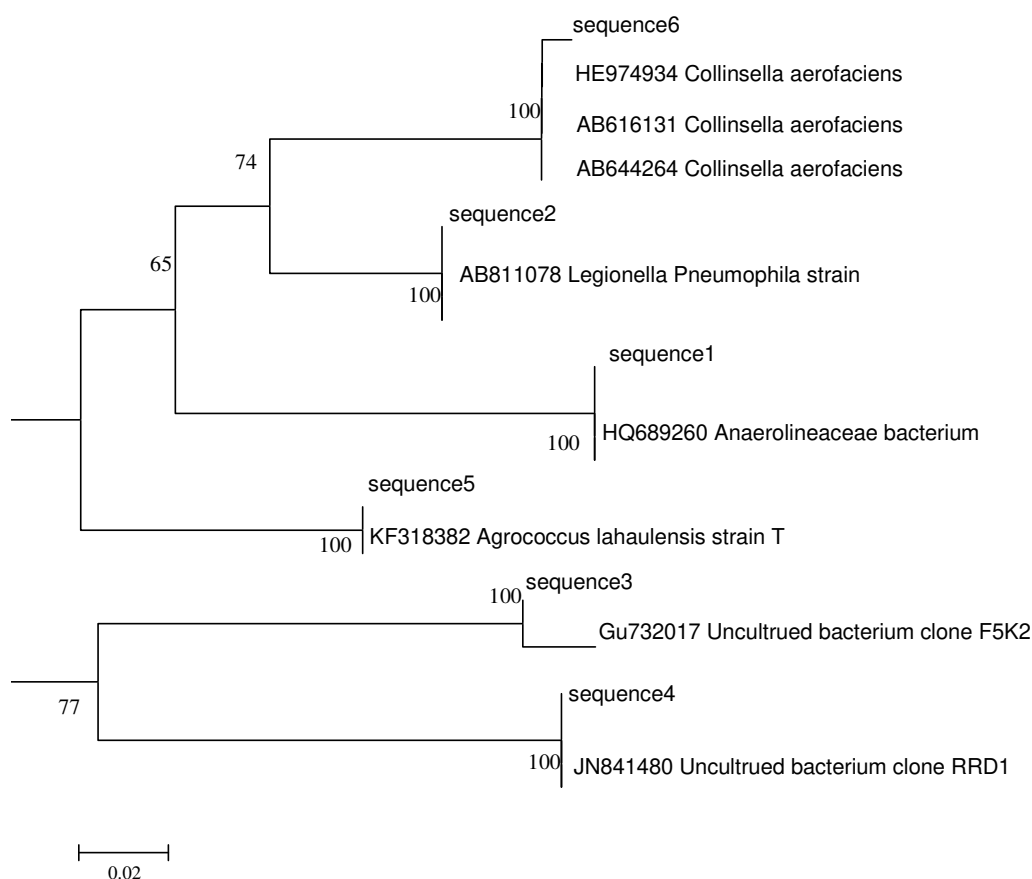 sequence6
HE974934 Collinsella aerofaciens
100
AB616131 Collinsella aerofaciens
74
AB644264 Collinsella aerofaciens
sequence2
65
AB811078 Legionella Pneumophila strain
100
sequence1
HQ689260 Anaerolineaceae bacterium
100
sequence5
KF318382 Agrococcus lahaulensis strain T
100
sequence3
100
Gu732017 Uncultrued bacterium clone F5K2
sequence4
77
100
JN841480 Uncultrued bacterium clone RRD1
0.02